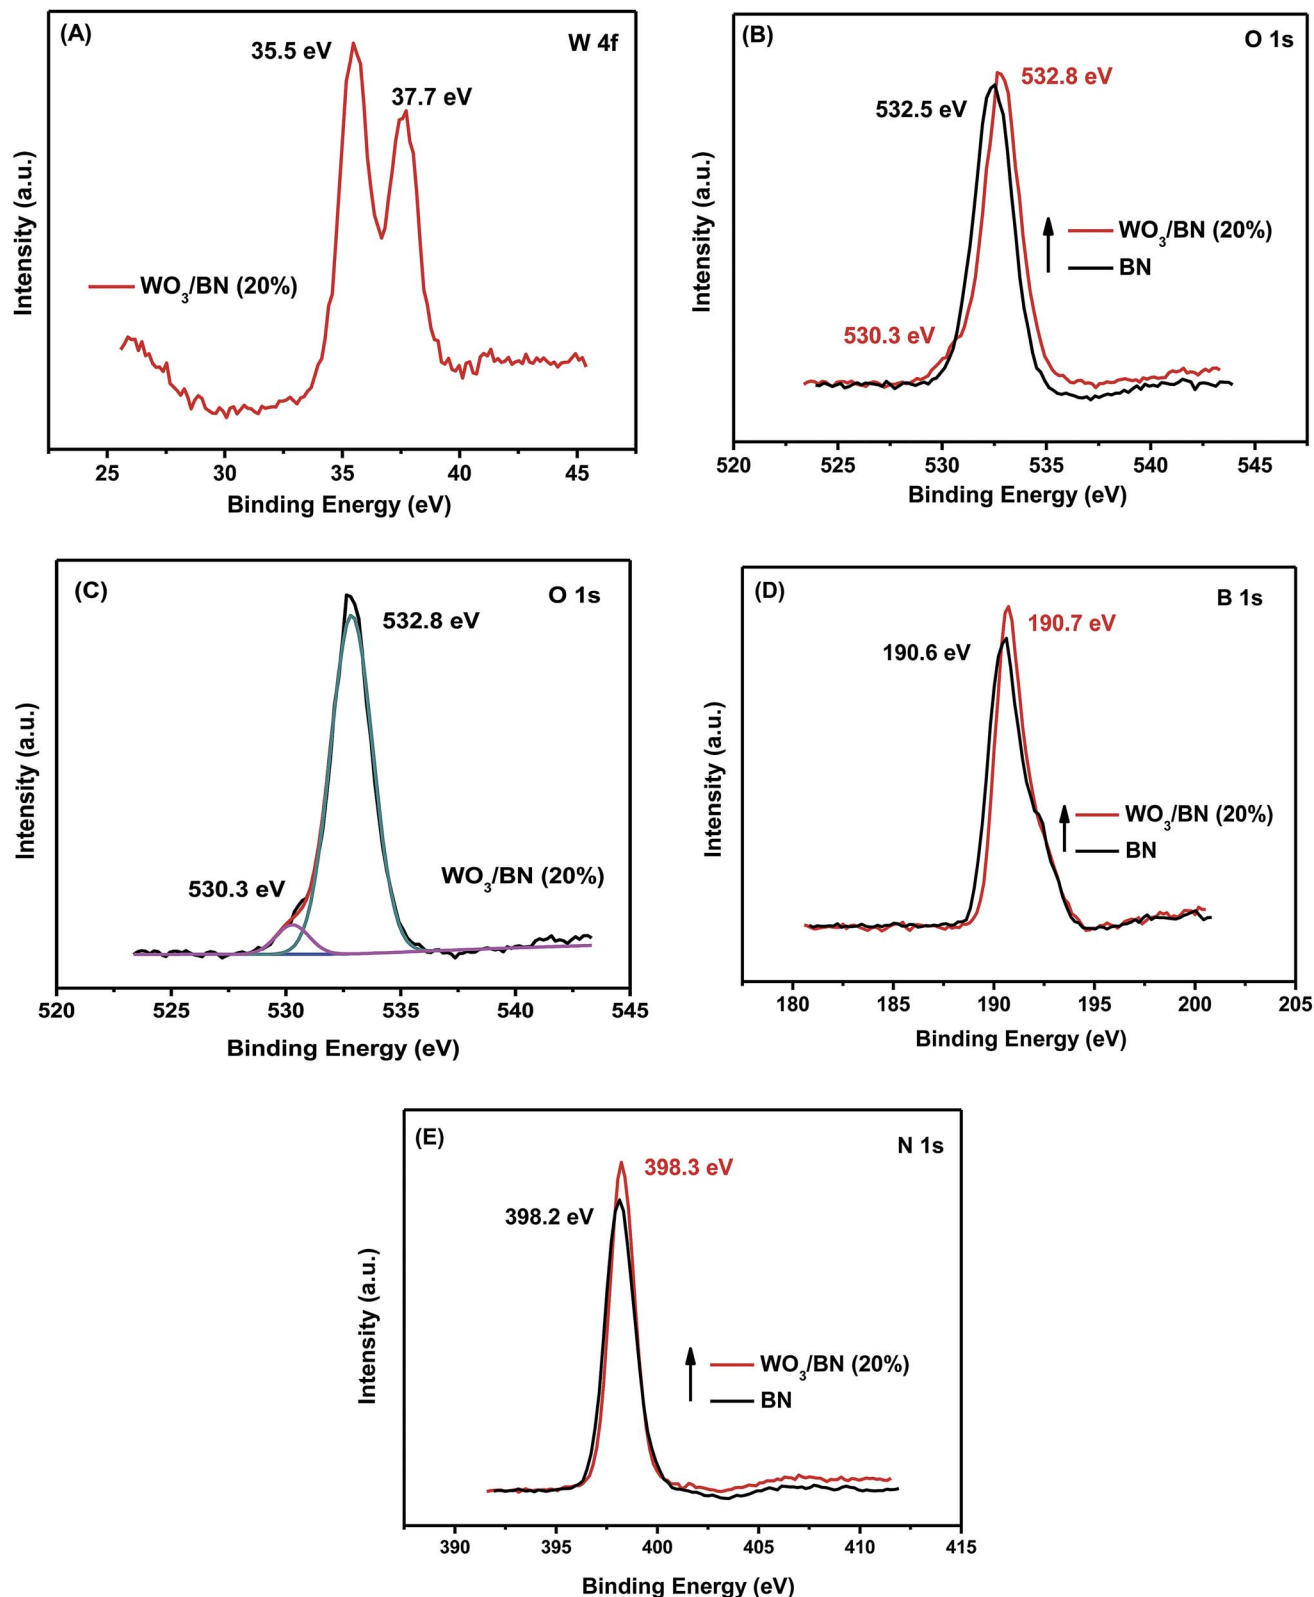 (A)
W 4f
35.5 eV
37.7 eV
WO₃/BN (20%)
Intensity (a.u.)
25 30 35 40 45
Binding Energy (eV)
(B)
O 1s
532.8 eV
532.5 eV
WO₃/BN (20%)
BN
530.3 eV
Intensity (a.u.)
520 525 530 535 540 545
Binding Energy (eV)
(C)
O 1s
532.8 eV
530.3 eV
WO₃/BN (20%)
Intensity (a.u.)
520 525 530 535 540 545
Binding Energy (eV)
(D)
B 1s
190.7 eV
190.6 eV
WO₃/BN (20%)
BN
Intensity (a.u.)
180 185 190 195 200 205
Binding Energy (eV)
(E)
N 1s
398.3 eV
398.2 eV
WO₃/BN (20%)
BN
Intensity (a.u.)
390 395 400 405 410 415
Binding Energy (eV)